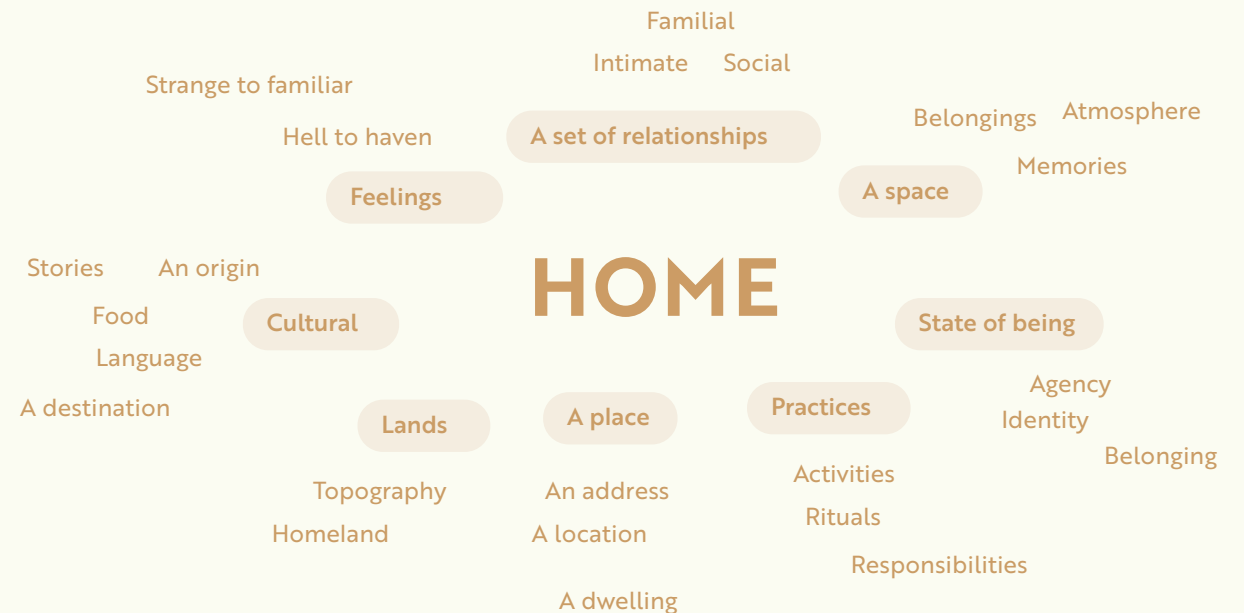 Familial
Intimate Social
Strange to familiar
Belongings Atmosphere
Hell to haven
A set of relationships
Memories
Feelings
A space
Stories An origin
HOME
Food
Cultural
State of being
Language
Agency
A destination
Lands
A place
Practices
Identity
Belonging
Topography
An address
Activities
Homeland
A location
Rituals
Responsibilities
A dwelling